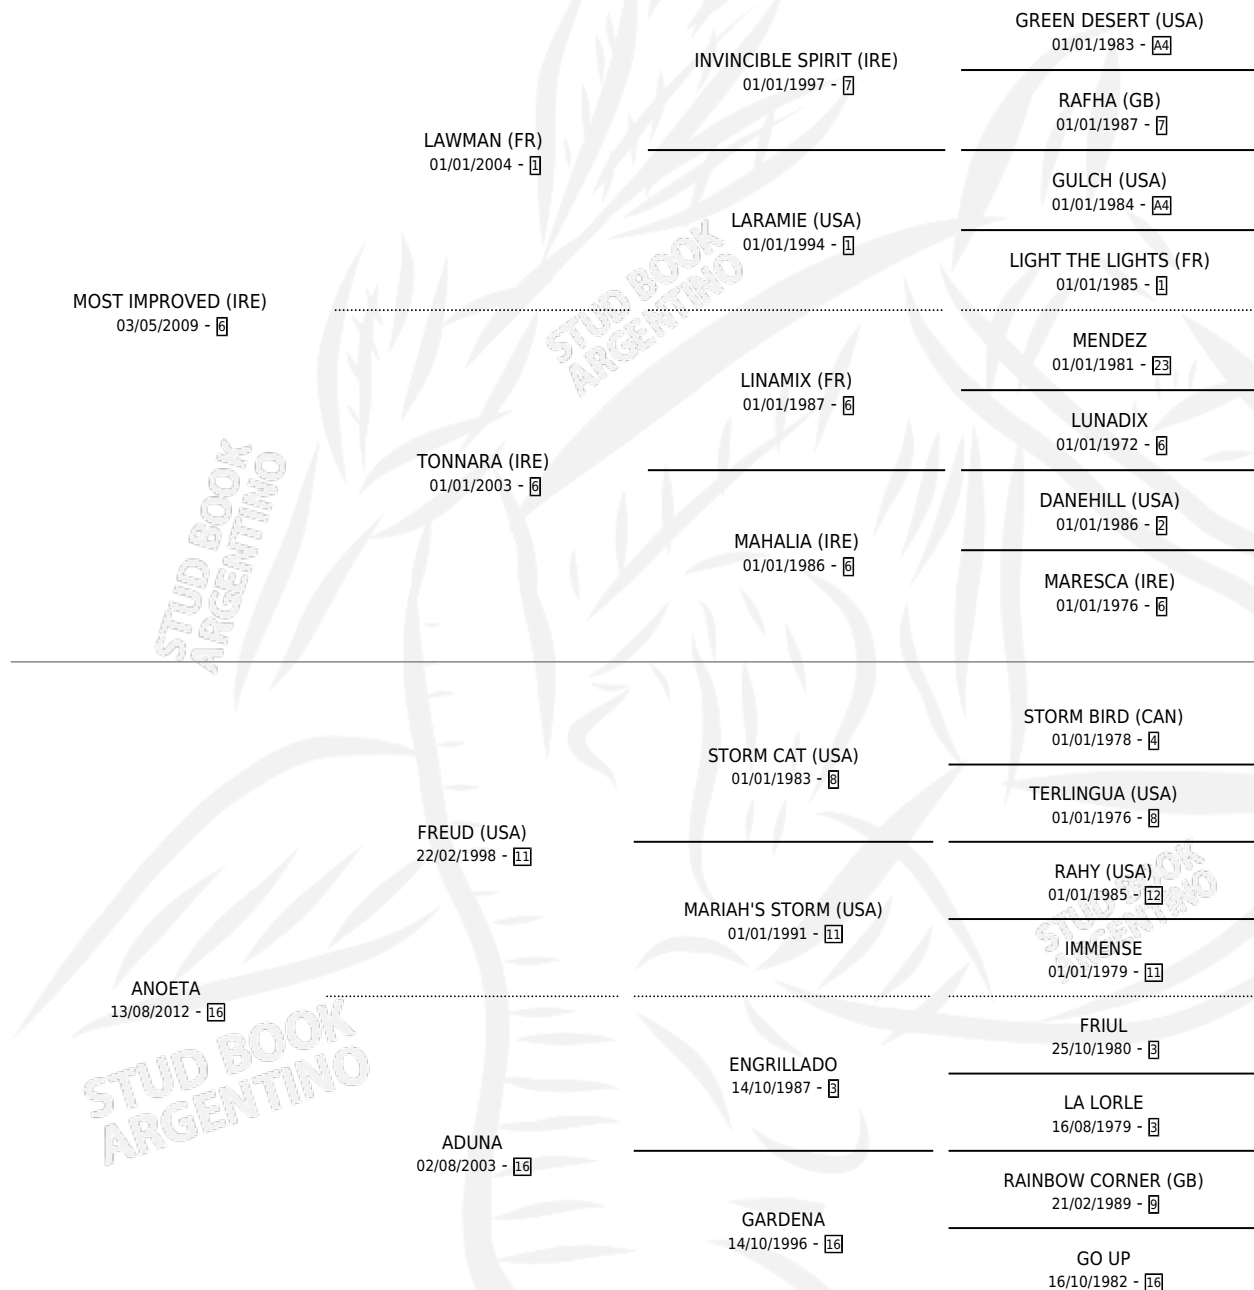 GREEN DESERT (USA)
01/01/1983 - A4
INVINCIBLE SPIRIT (IRE)
01/01/1997 - 7
RAFHA (GB)
01/01/1987 - 7
LAWMAN (FR)
01/01/2004 - 1
GULCH (USA)
01/01/1984 - A4
LARAMIE (USA)
01/01/1994 - 1
LIGHT THE LIGHTS (FR)
01/01/1985 - 1
MOST IMPROVED (IRE)
03/05/2009 - 6
MENDEZ
01/01/1981 - 23
LINAMIX (FR)
01/01/1987 - 6
LUNADIX
01/01/1972 - 6
TONNARA (IRE)
01/01/2003 - 6
DANEHILL (USA)
01/01/1986 - 2
MAHALIA (IRE)
01/01/1986 - 6
MARESCA (IRE)
01/01/1976 - 6
STUD BOOK
ARGENTINO
STUD BOOK
ARGENTINO
STORM BIRD (CAN)
01/01/1978 - 4
STORM CAT (USA)
01/01/1983 - 8
TERLINGUA (USA)
01/01/1976 - 8
FREUD (USA)
22/02/1998 - 11
RAHY (USA)
01/01/1985 - 12
MARIAH'S STORM (USA)
01/01/1991 - 11
IMMENSE
01/01/1979 - 11
STUD BOOK
ARGENTINO
ANOETA
13/08/2012 - 16
FRIUL
25/10/1980 - 3
ENGRILLADO
14/10/1987 - 3
LA LORLE
16/08/1979 - 3
STUD BOOK
ARGENTINO
ADUNA
02/08/2003 - 16
RAINBOW CORNER (GB)
21/02/1989 - 9
GARDENA
14/10/1996 - 16
GO UP
16/10/1982 - 16